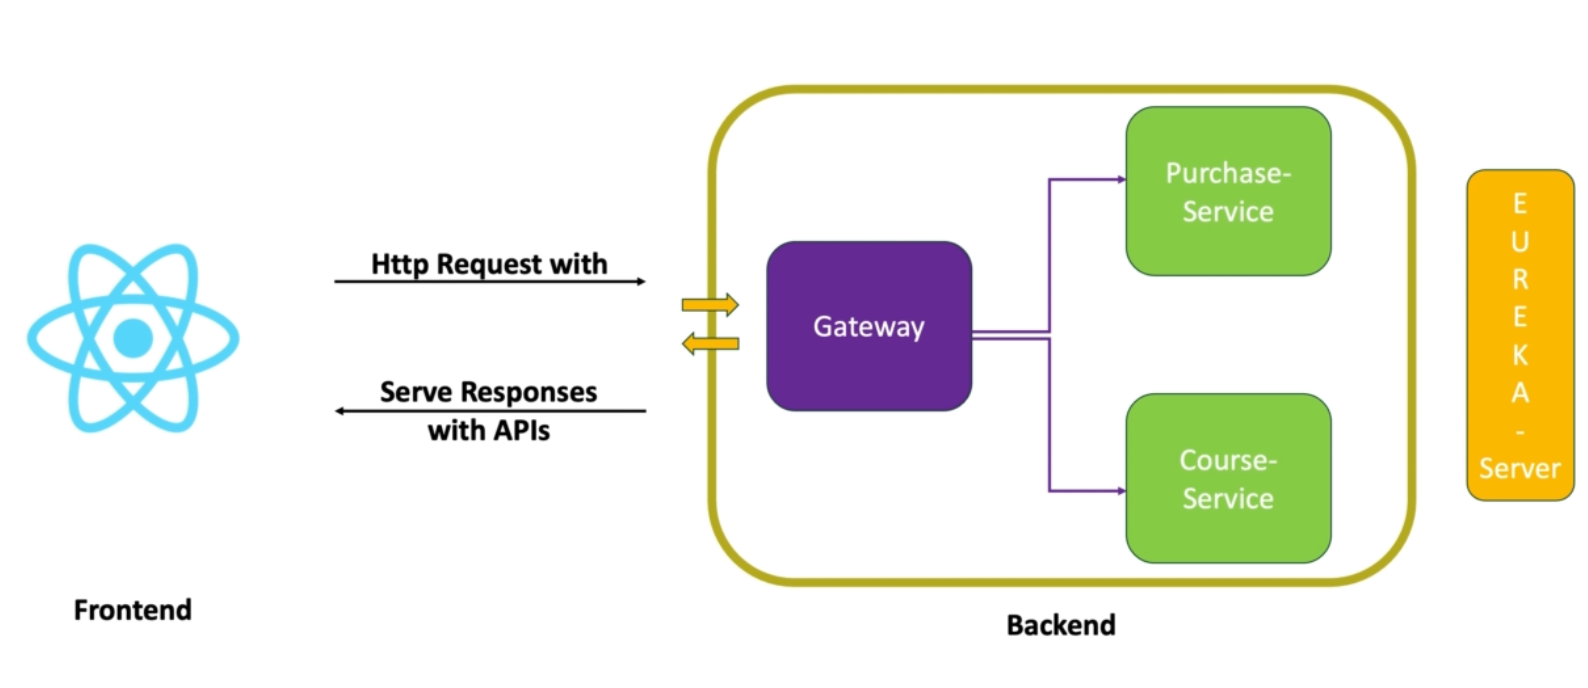 Http Request with
Serve Responses
with APIs
Frontend
Gateway
Purchase-
Service
Course-
Service
Backend
E
U
R
E
K
A
-
Server